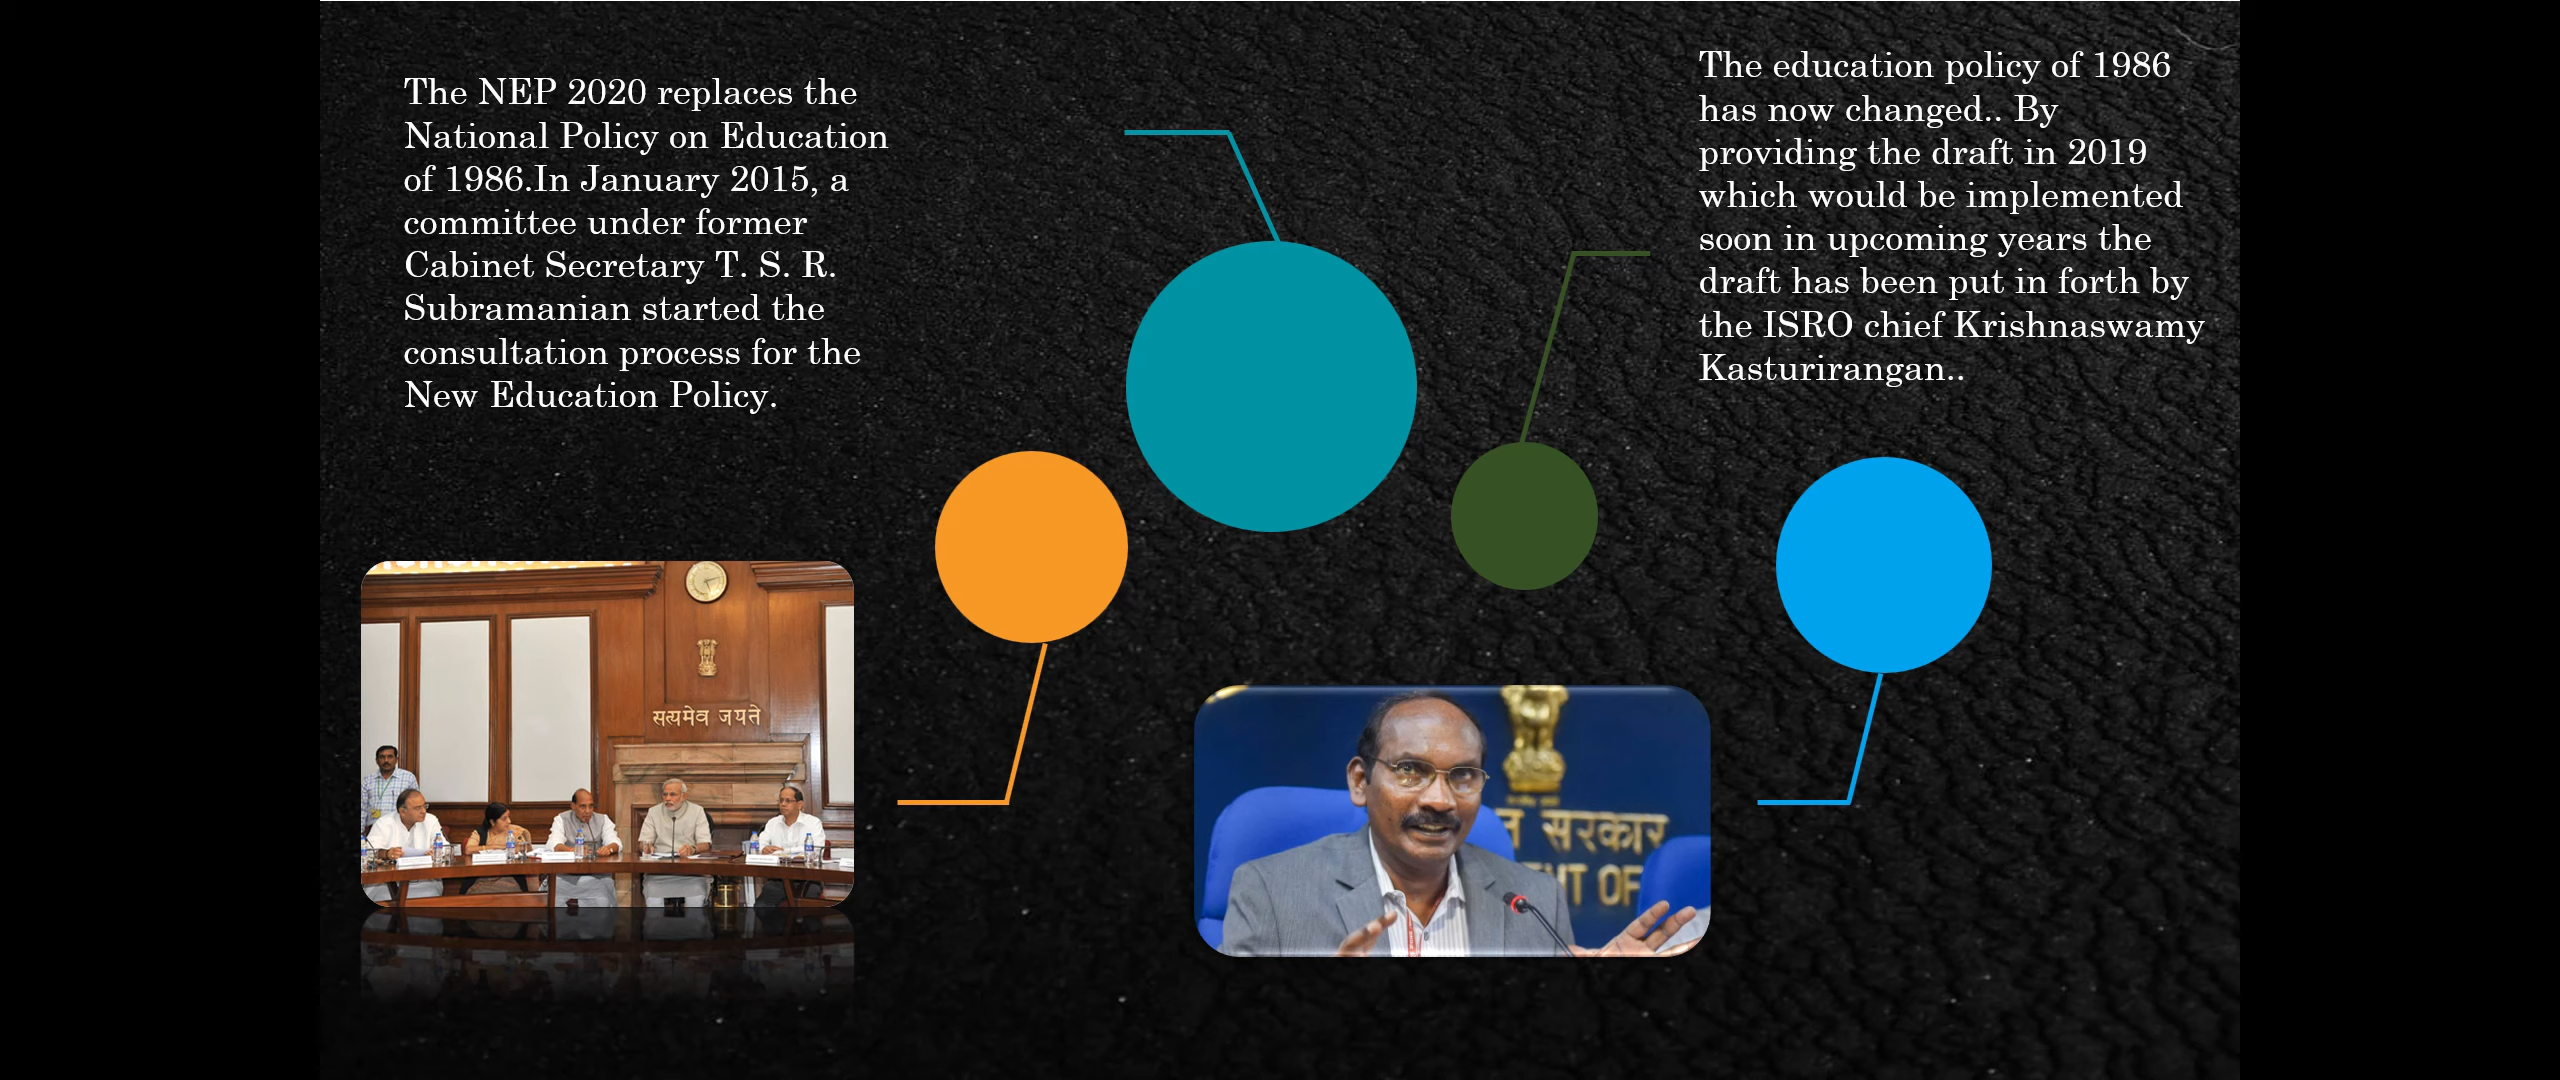 The NEP 2020 replaces the
National Policy on Education
of 1986.In January 2015, a
committee under former
Cabinet Secretary T. S. R.
Subramanian started the
consultation process for the
New Education Policy.
The education policy of 1986
has now changed.. By
providing the draft in 2019
which would be implemented
soon in upcoming years the
draft has been put in forth by
the ISRO chief Krishnaswamy
Kasturirangan..
सत्यमेव जयते
सरकार
OF